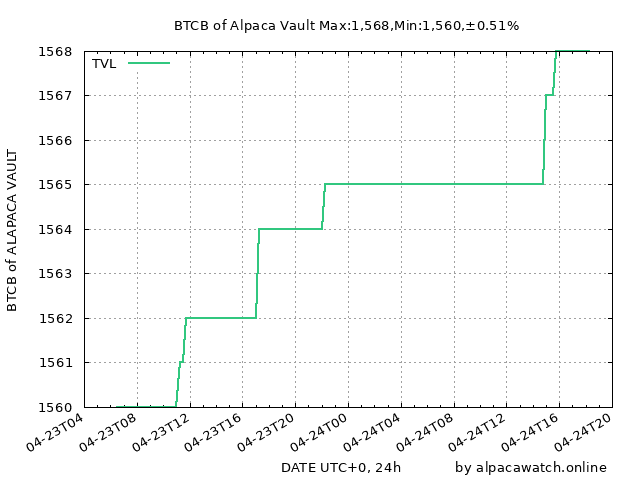 BTCB of Alpaca Vault Max:1,568,Min:1,560,±0.51%
TVL
1568
1567
1566
1565
1564
1563
1562
1561
1560
BTCB of ALAPACA VAULT
04-23T04
04-23T08
04-23T12
04-23T16
04-23T20
04-24T00
04-24T04
04-24T08
04-24T12
04-24T16
04-24T20
DATE UTC+0, 24h
by alpacawatch.online